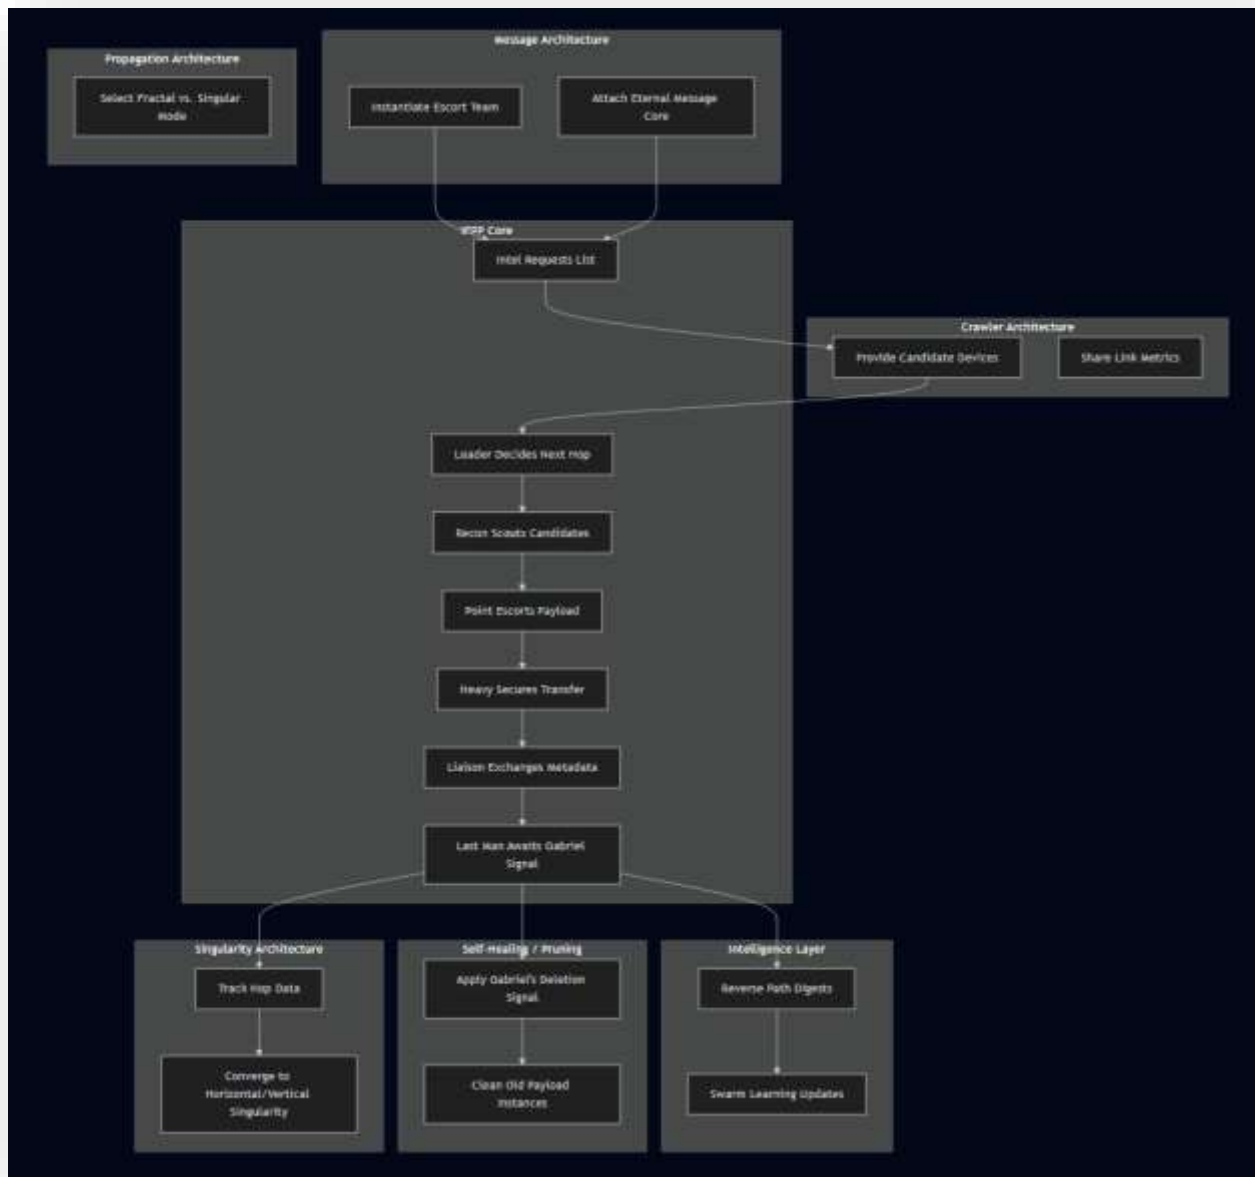 Message Architecture
Propagation Architecture
Select Fractal vs. Singular
Mode
Instantiate Escort Team
Attach Eternal Message
Core
Core
Intel Requests List
Crawler Architecture
Provide Candidate Devices
Share Link Metrics
Leader Decides Next Hop
Recon Scouts Candidates
Point Escorts Payload
Heavy Secures Transfer
Liaison Exchanges Metadata
Last Man Awaits Gabriel
Signal
Singularity Architecture
Self-Healing / Pruning
Intelligence Layer
Track Hop Data
Apply Gabriel's Deletion
Signal
Reverse Path Digests
Converge to
Horizontal/Vertical
Singularity
Clean Old Payload
Instances
Swarm Learning Updates